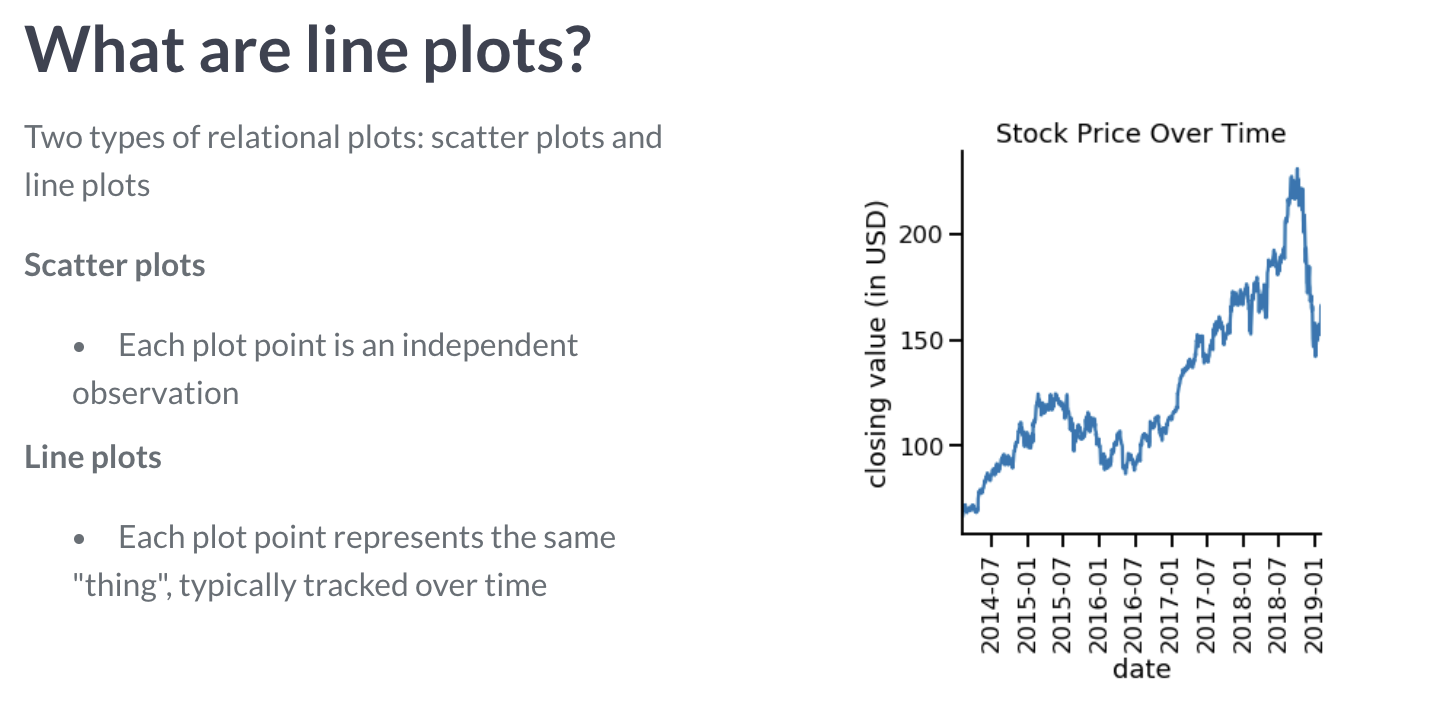 What are line plots?
Two types of relational plots: scatter plots and
line plots
Scatter plots
• Each plot point is an independent
observation
Line plots
• Each plot point represents the same
"thing", typically tracked over time
Stock Price Over Time
closing value (in USD)
200
150
100
2014-07
2015-01
2015-07
2016-01
2016-07
2017-01
2017-07
2018-01
2018-07
2019-01
date